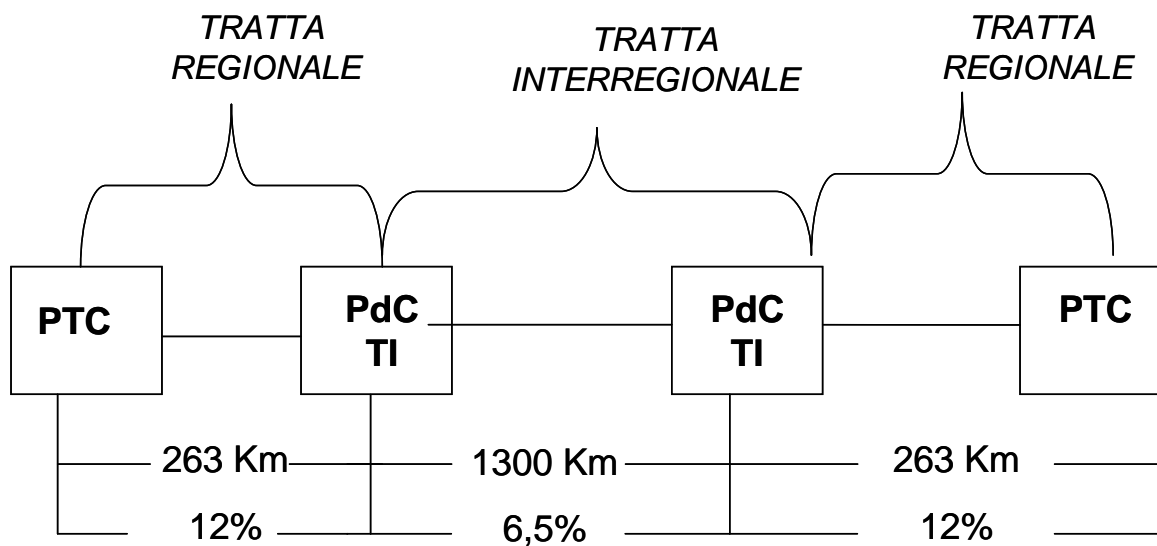 TRATTA
REGIONALE
TRATTA
INTERREGIONALE
TRATTA
REGIONALE
PTC
PdC
TI
PdC
TI
PTC
263 Km
1300 Km
263 Km
12%
6,5%
12%